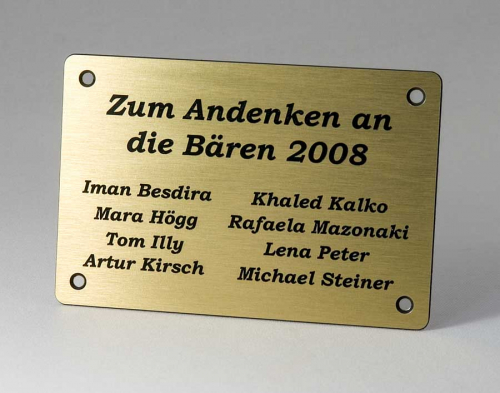 Zum Andenken an
die Bären 2008
Iman Besdira
Mara Högg
Tom Illy
Artur Kirsch
Khaled Kalko
Rafaela Mazonaki
Lena Peter
Michael Steiner